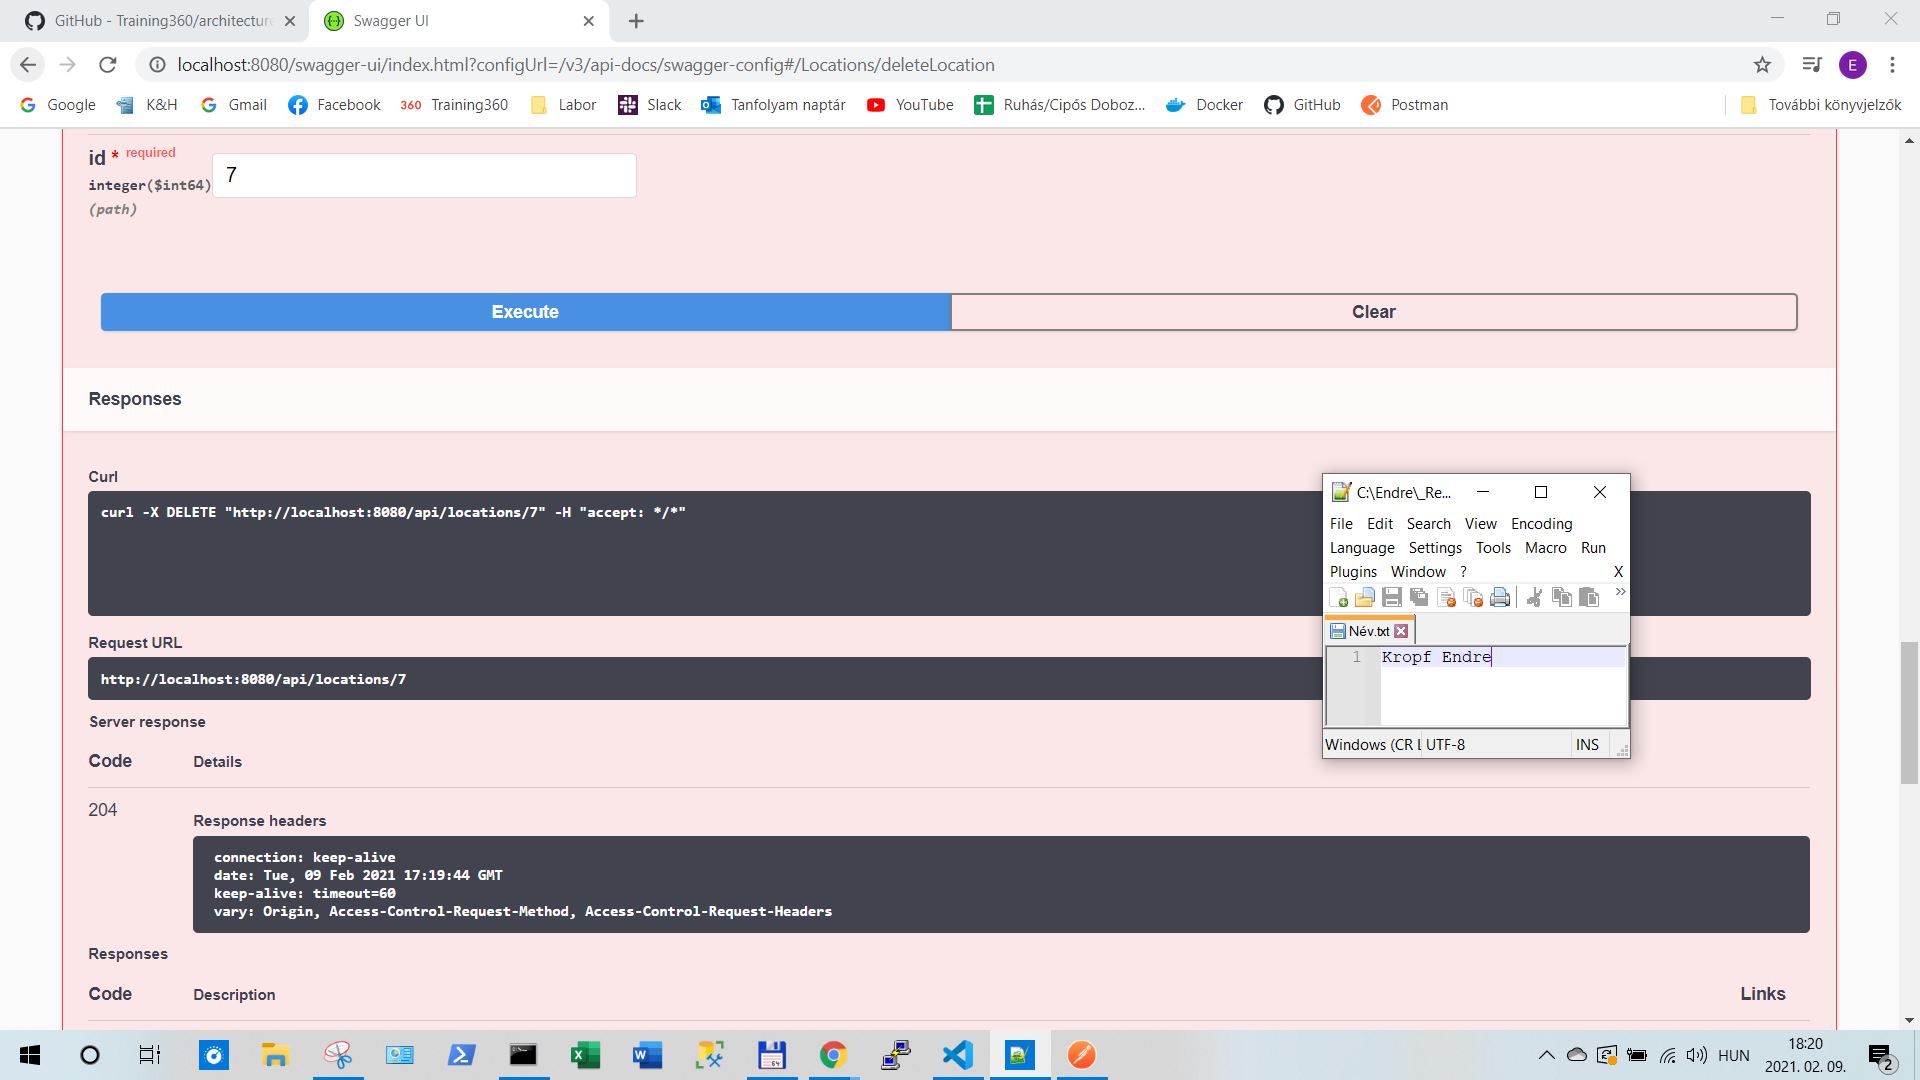 GitHub - Training360/architecture
Swagger UI
localhost:8080/swagger-ui/index.html?configUrl=/v3/api-docs/swagger-config#/Locations/deleteLocation
E
Google K&H Gmail Facebook 360 Training360 Labor Slack Tanfolyam naptár YouTube Ruhás/Cipős Doboz... Docker GitHub Postman További könyvjelzők
id * required
integer($int64)
(path)
7
Execute
Clear
Responses
Curl
curl -X DELETE "http://localhost:8080/api/locations/7" -H "accept: */*"
Request URL
http://localhost:8080/api/locations/7
Server response
Code Details
204
Response headers
connection: keep-alive
date: Tue, 09 Feb 2021 17:19:44 GMT
keep-alive: timeout=60
vary: Origin, Access-Control-Request-Method, Access-Control-Request-Headers
Responses
Code Description Links
C:\Endre\_Re...
File Edit Search View Encoding
Language Settings Tools Macro Run
Plugins Window ? X
Név.txt
1 Kropf Endre
Windows (CR L UTF-8 INS
HUN
18:20
2021. 02. 09.
2